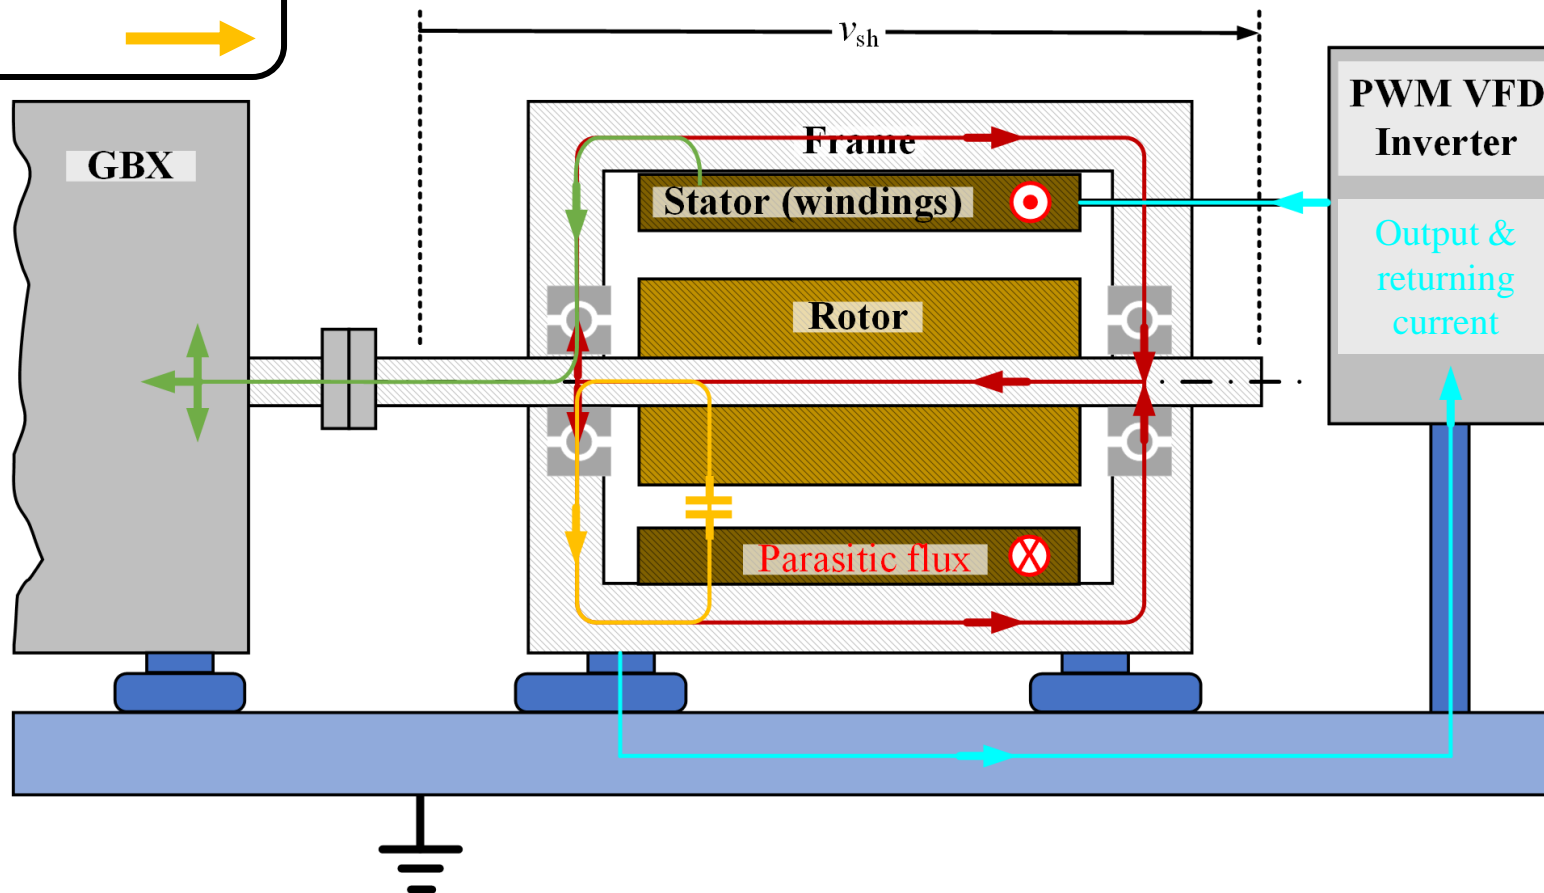 v_sh
PWM VFD
Inverter
GBX
Frame
Stator (windings)
Output &
returning
current
Rotor
Parasitic flux